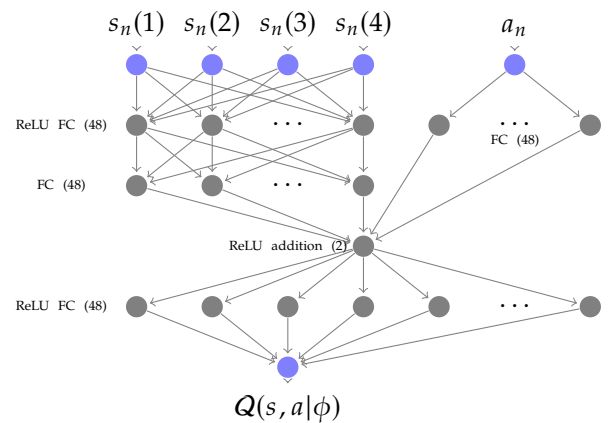 s_n(1) s_n(2) s_n(3) s_n(4) a_n
ReLU FC (48) ··· ···
FC (48)
FC (48) ···
ReLU addition (2)
ReLU FC (48) ···
Q(s, a|ϕ)